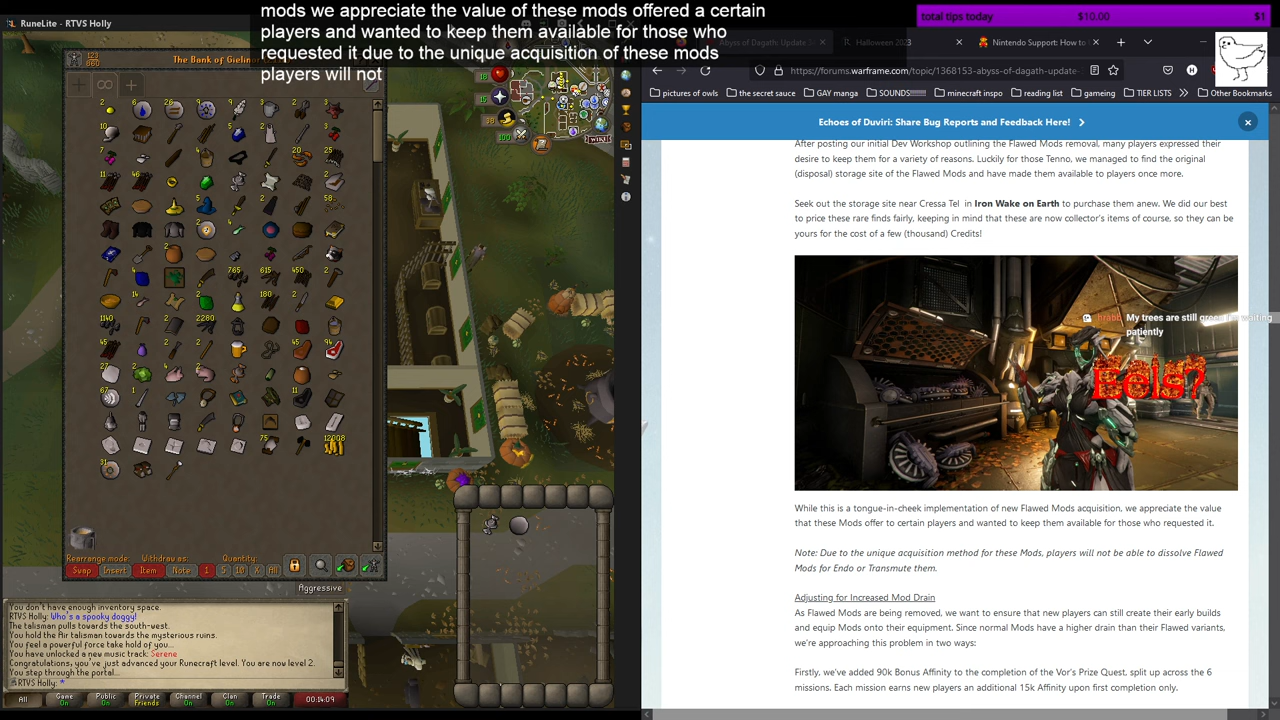 RuneLite - RTVS Holly
mods we appreciate the value of these mods offered a certain
players and wanted to keep them available for those who
requested it due to the unique acquisition of these mods
players will not
total tips today $10.00 $1
Abyss of Dagath: Update
Halloween 2023
Nintendo Support: How to
https://forums.warframe.com/topic/1368153-abyss-of-dagath-update-
pictures of owls
the secret sauce
GAY manga
SOUNDS!!!!!!!!
minecraft inspo
reading list
gameing
TIER LISTS
Other Bookmarks
The Bank of Gielinor
Echoes of Duviri: Share Bug Reports and Feedback Here!
After posting our initial Dev Workshop outlining the Flawed Mods removal, many players expressed their
desire to keep them for a variety of reasons. Luckily for those Tenno, we managed to find the original
(disposal) storage site of the Flawed Mods and have made them available to players once more.
Seek out the storage site near Cressa Tel in Iron Wake on Earth to purchase them anew. We did our best
to price these rare finds fairly, keeping in mind that these are now collector's items of course, so they can be
yours for the cost of a few (thousand) Credits!
My trees are still green I'm waiting
patiently
Eels?
While this is a tongue-in-cheek implementation of new Flawed Mods acquisition, we appreciate the value
that these Mods offer to certain players and wanted to keep them available for those who requested it.
Note: Due to the unique acquisition method for these Mods, players will not be able to dissolve Flawed
Mods for Endo or Transmute them.
Adjusting for Increased Mod Drain
As Flawed Mods are being removed, we want to ensure that new players can still create their early builds
and equip Mods onto their equipment. Since normal Mods have a higher drain than their Flawed variants,
we're approaching this problem in two ways:
Firstly, we've added 90k Bonus Affinity to the completion of the Vor's Prize Quest, split up across the 6
missions. Each mission earns new players an additional 15k Affinity upon first completion only.
Rearrange mode: Withdraw as: Quantity:
Swap Insert Item Note 1 5 10 X All
Aggressive
You don't have enough inventory space.
RTVS Holly: Who's a spooky doggy!
The talisman pulls towards the south-west.
You hold the Air talisman towards the mysterious ruins.
You feel a powerful force take hold of you...
You have unlocked a new music track: Serene
Congratulations, you've just advanced your Runecraft level. You are now level 2.
You step through the portal...
RTVS Holly: *
All
Game On
Public On
Private Friends
Channel On
Clan On
Trade On
00:14:09